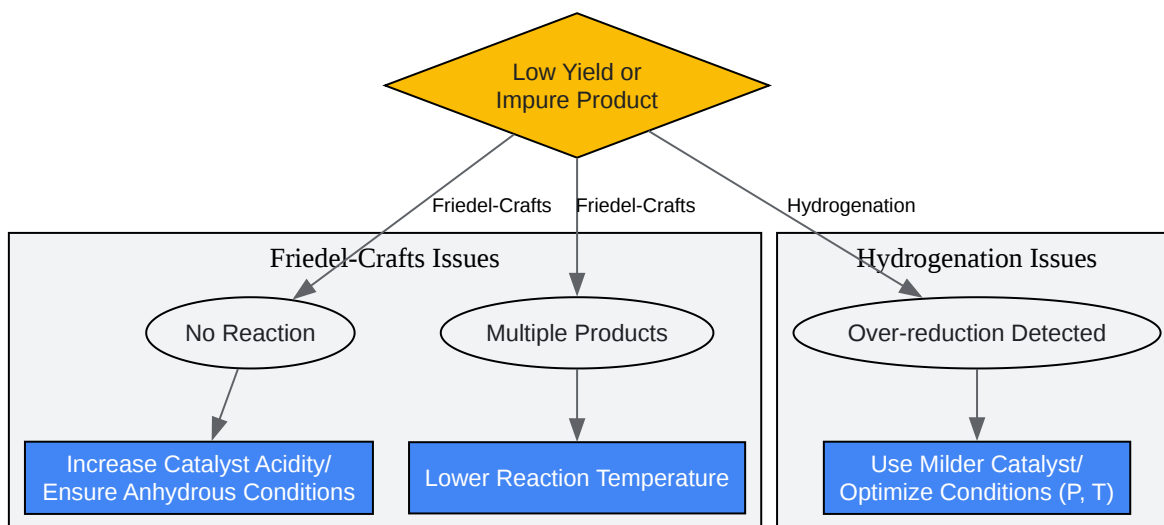 Low Yield or
Impure Product
Friedel-Crafts
Friedel-Crafts
Hydrogenation
Friedel-Crafts Issues
Hydrogenation Issues
No Reaction
Multiple Products
Over-reduction Detected
Increase Catalyst Acidity/
Ensure Anhydrous Conditions
Lower Reaction Temperature
Use Milder Catalyst/
Optimize Conditions (P, T)